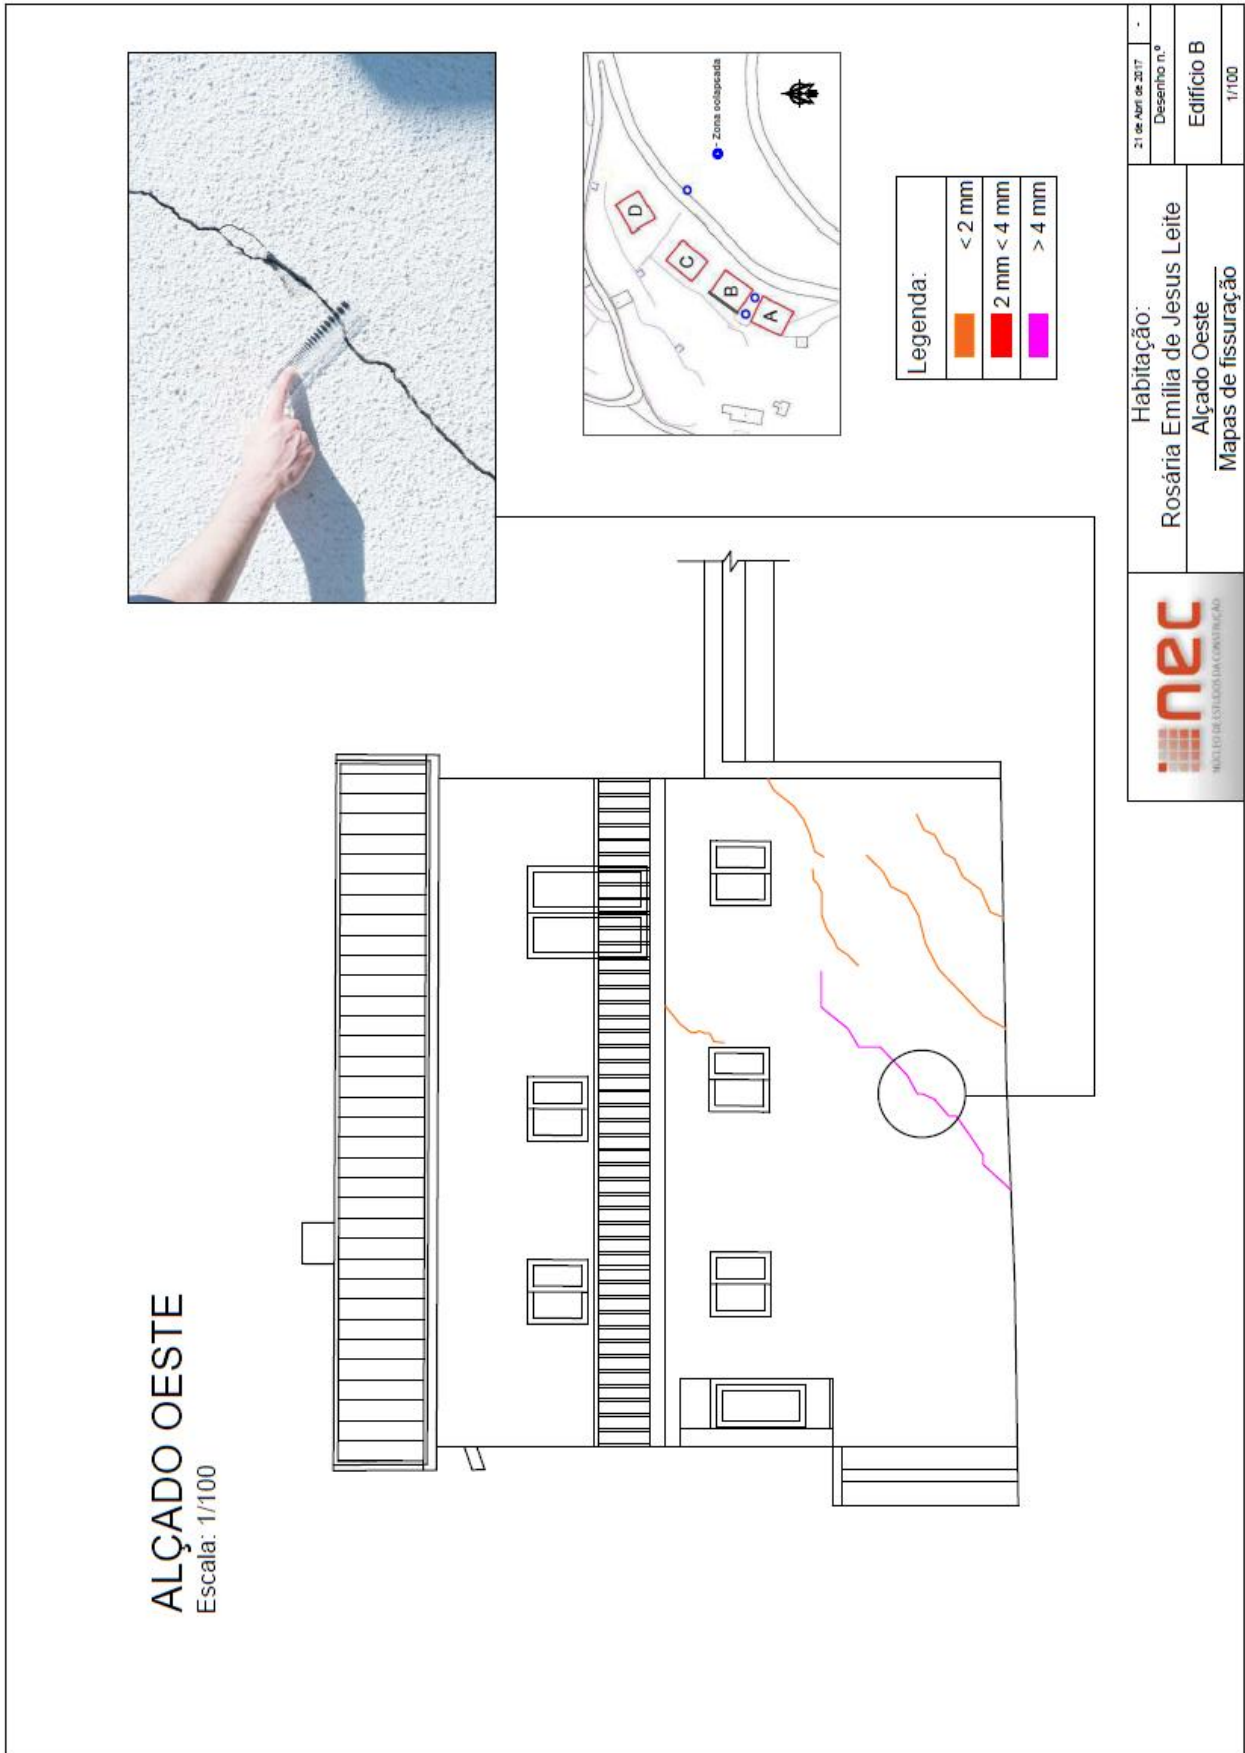 ALÇADO OESTE
Escala: 1/100
D
C
B
A
- Zona colapsada
Legenda:
< 2 mm
2 mm < 4 mm
> 4 mm
nec
NÚCLEO DE ESTUDOS DA CONSTRUÇÃO
Habitação:
Rosária Emília de Jesus Leite
Alçado Oeste
Mapas de fissuração
21 de Abril de 2017
-
Desenho n.º
Edifício B
1/100